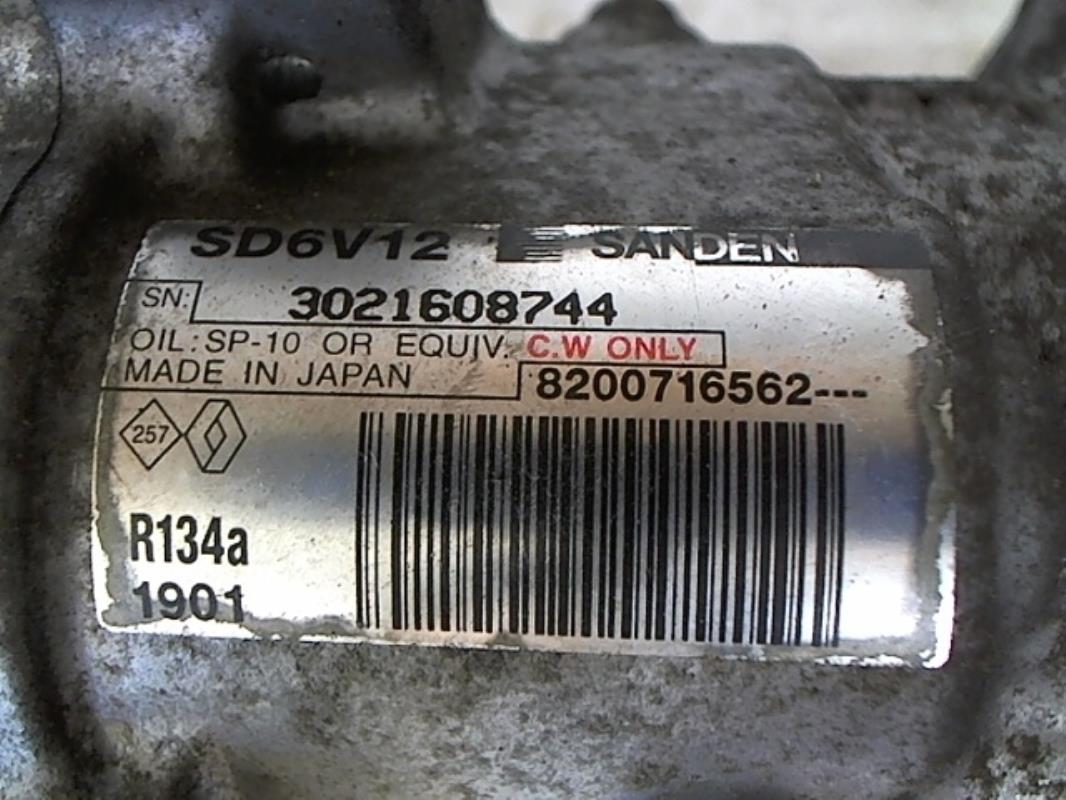 SD6V12 SANDEN
SN: 3021608744
OIL: SP-10 OR EQUIV. C.W ONLY
MADE IN JAPAN 8200716562---
257
R134a
1901